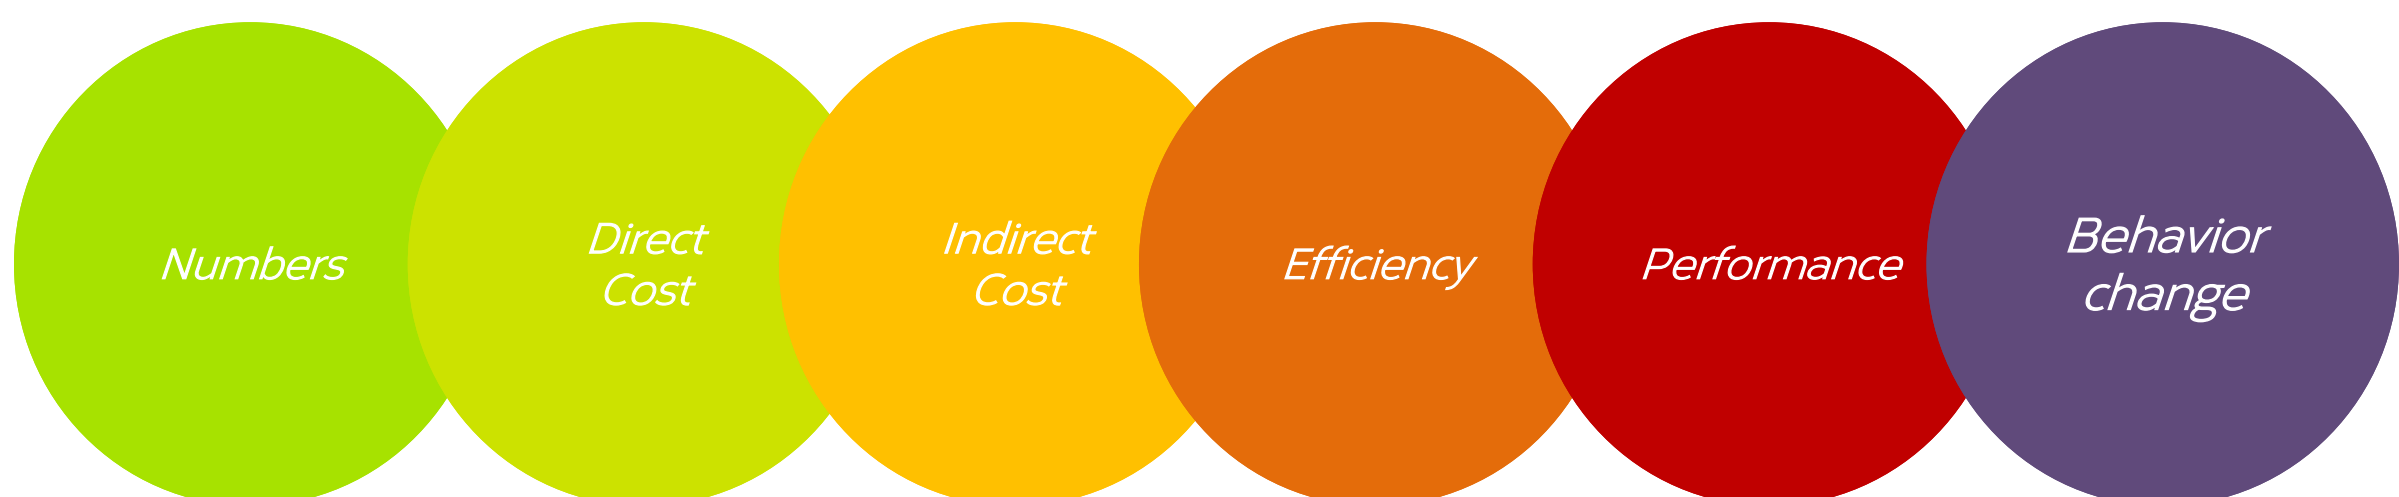 Numbers
Direct
Cost
Indirect
Cost
Efficiency
Performance
Behavior
change